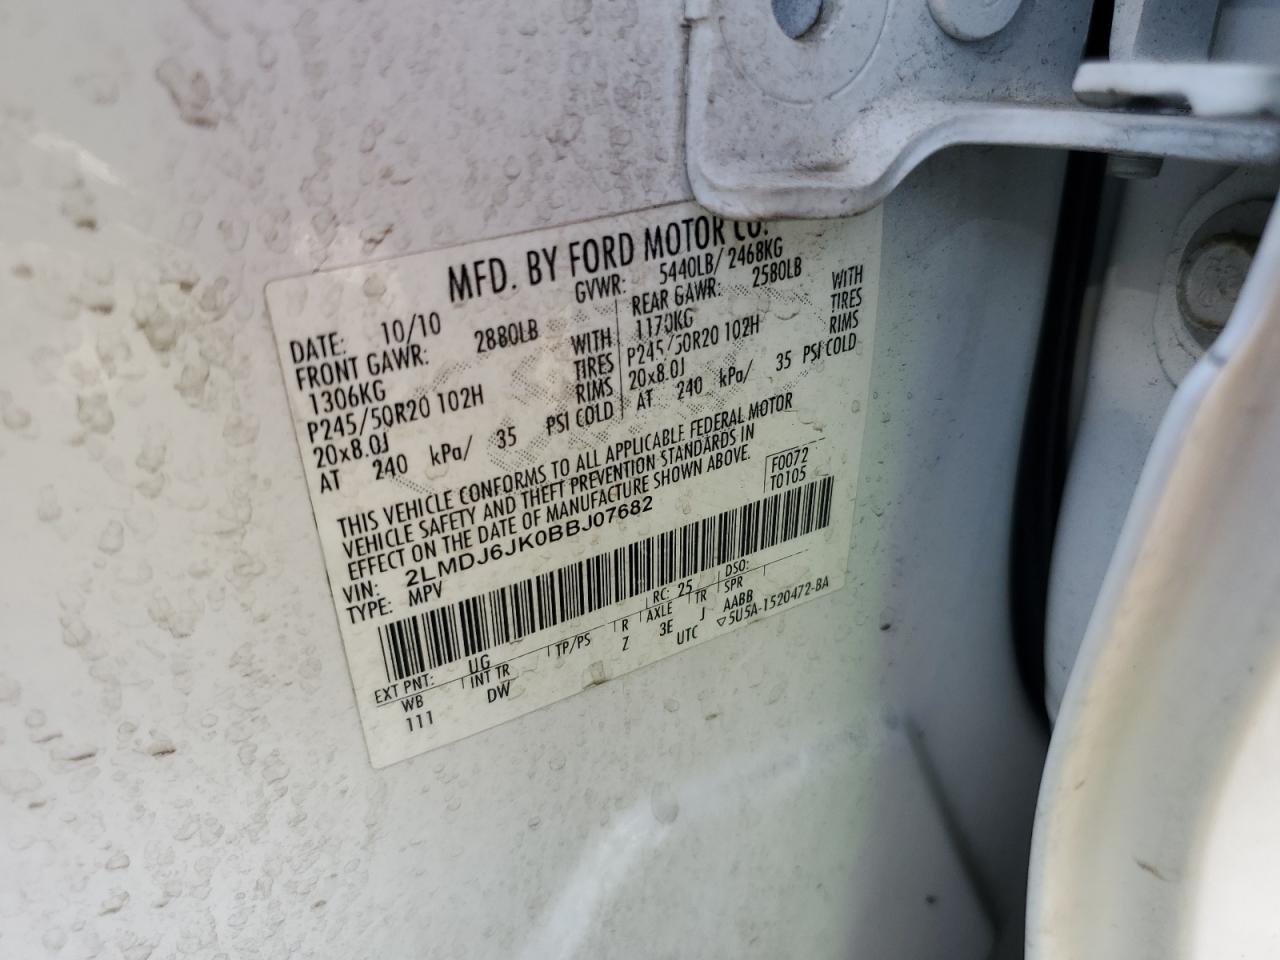 MFD. BY FORD MOTOR CO.
DATE: 10/10 GVWR: 5440LB/ 2468KG
FRONT GAWR: 2880LB REAR GAWR: 2580LB
1306KG WITH 1170KG WITH
P245/50R20 102H TIRES P245/50R20 102H TIRES
20x8.0J RIMS 20x8.0J RIMS
AT 240 kPa/ 35 PSI COLD AT 240 kPa/ 35 PSI COLD
THIS VEHICLE CONFORMS TO ALL APPLICABLE FEDERAL MOTOR
VEHICLE SAFETY AND THEFT PREVENTION STANDARDS IN
EFFECT ON THE DATE OF MANUFACTURE SHOWN ABOVE.
VIN: 2LMDJ6JK0BBJ07682 F0072
TYPE: MPV T0105
EXT PNT: UG RC: 25 DSO:
WB INT TR TP/PS R AXLE TR SPR
111 DW Z 3E J AABB
UTC ▽5U5A-1520472-BA